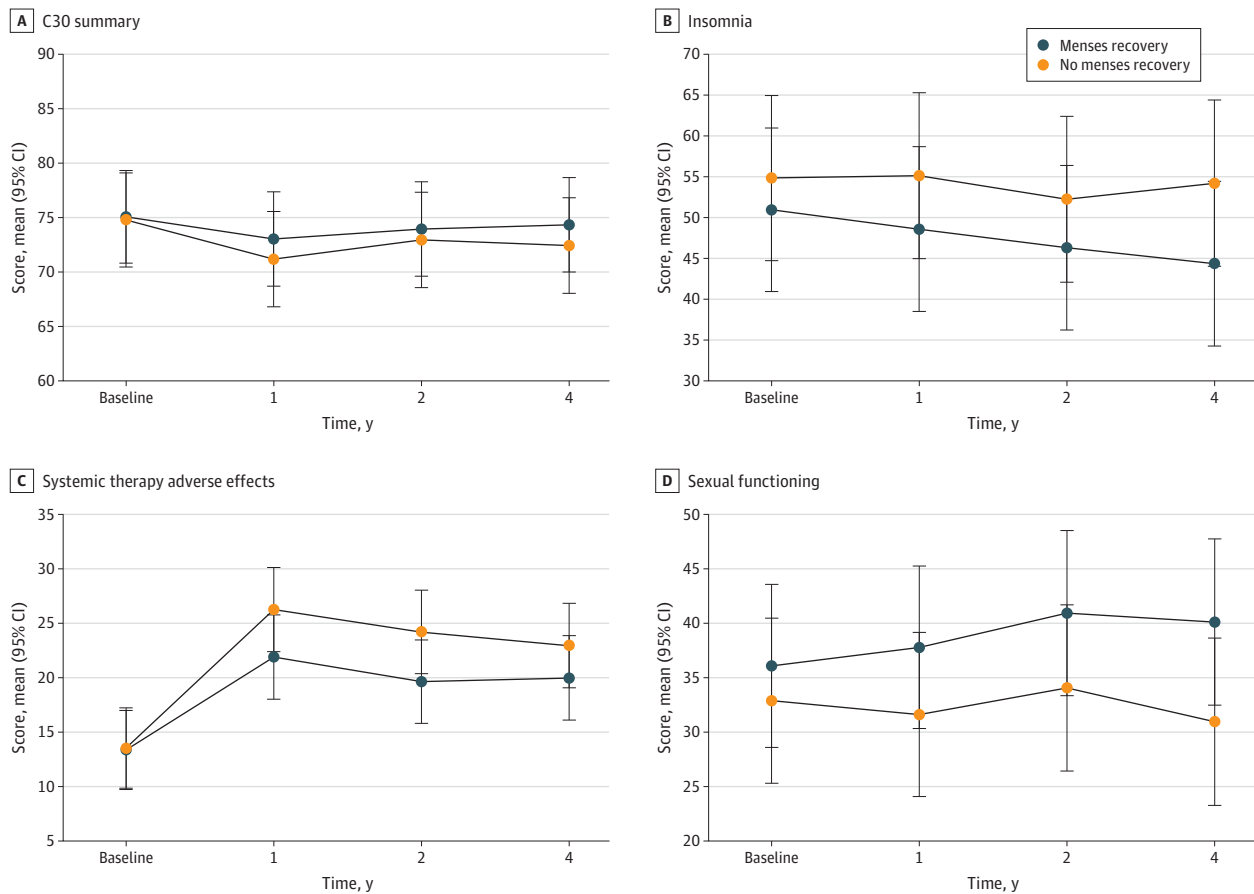 A C30 summary
90
85
80
75
70
65
60
Score, mean (95% CI)
Baseline
1
2
4
Time, y
B Insomnia
Menses recovery
No menses recovery
70
65
60
55
50
45
40
35
30
Score, mean (95% CI)
Baseline
1
2
4
Time, y
C Systemic therapy adverse effects
35
30
25
20
15
10
5
Score, mean (95% CI)
Baseline
1
2
4
Time, y
D Sexual functioning
50
45
40
35
30
25
20
Score, mean (95% CI)
Baseline
1
2
4
Time, y